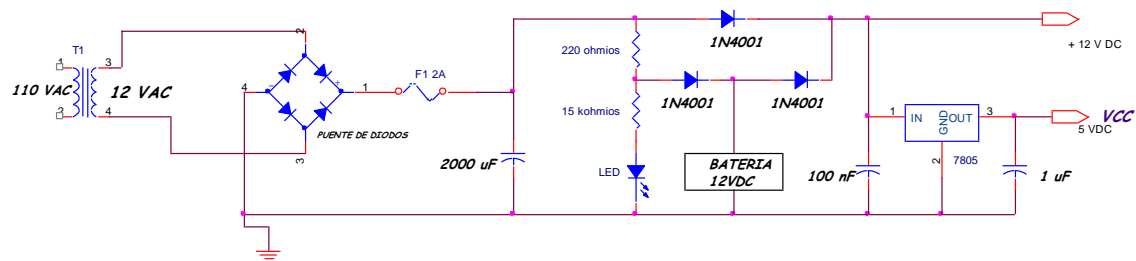 T1
1
3
110 VAC
12 VAC
3
4
2
4
-
+
1
3
PUENTE DE DIODOS
F1 2A
2000 uF
220 ohmios
15 kohmios
LED
1N4001
1N4001
1N4001
BATERIA
12VDC
100 nF
1
IN
GND
OUT
3
2
7805
1 uF
+ 12 V DC
VCC
5 VDC